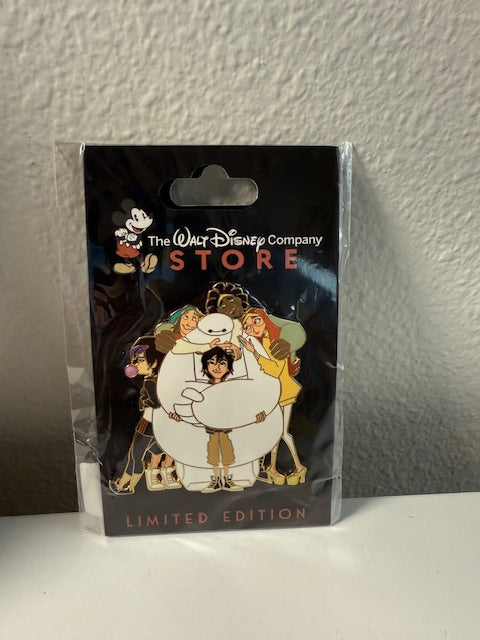 The WALT DISNEY Company
STORE
LIMITED EDITION